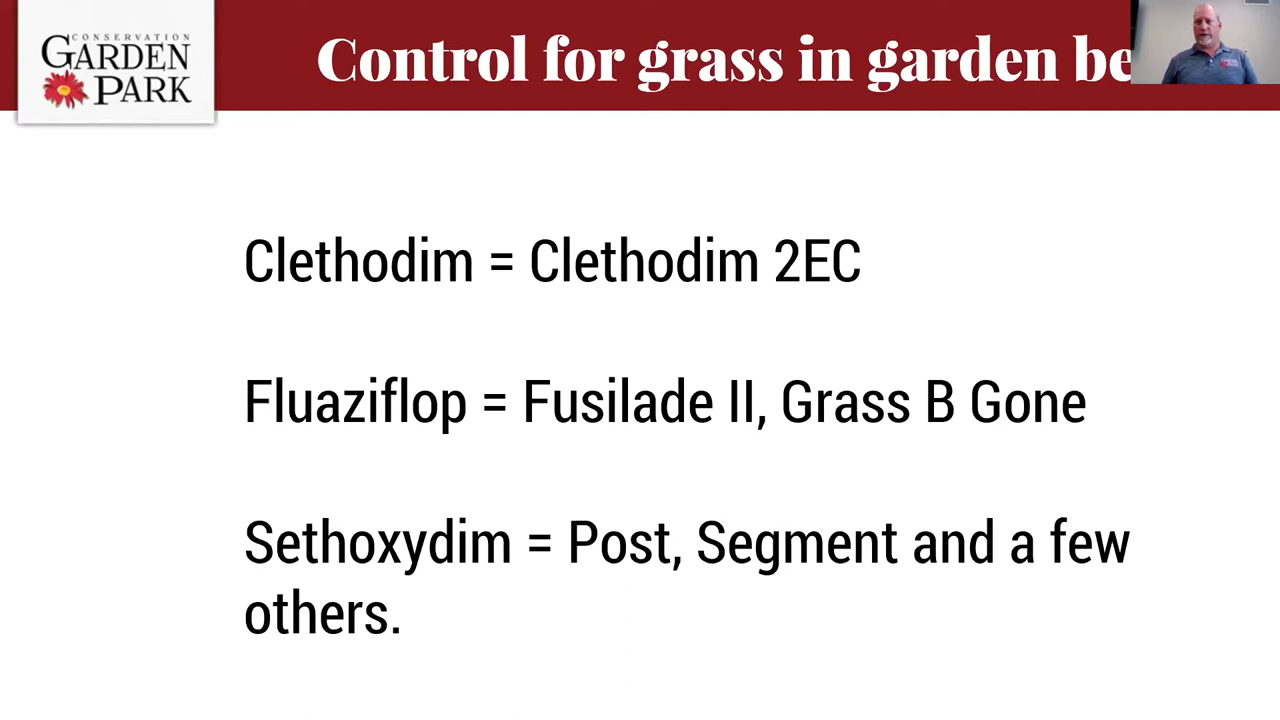 CONSERVATION
GARDEN
PARK
Control for grass in garden be
Clethodim = Clethodim 2EC
Fluaziflop = Fusilade II, Grass B Gone
Sethoxydim = Post, Segment and a few
others.